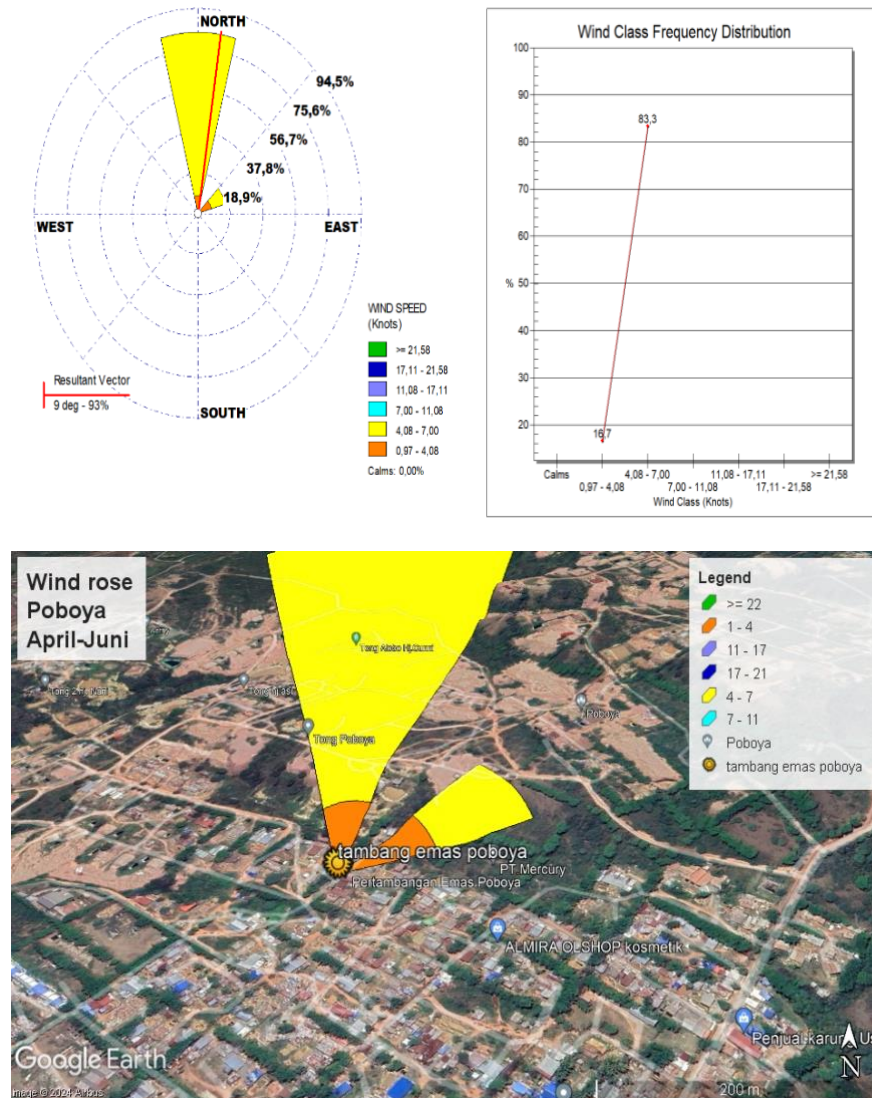 NORTH
94,5%
75,6%
56,7%
37,8%
18,9%
WEST
EAST
SOUTH
WIND SPEED
(Knots)
>= 21,58
17,11 - 21,58
11,08 - 17,11
7,00 - 11,08
4,08 - 7,00
0,97 - 4,08
Calms: 0,00%
Resultant Vector
9 deg - 93%
Wind Class Frequency Distribution
100
90
80
70
60
50
40
30
20
%
83,3
16,7
Calms
0,97 - 4,08
4,08 - 7,00
7,00 - 11,08
11,08 - 17,11
17,11 - 21,58
>= 21,58
Wind Class (Knots)
Wind rose
Poboya
April-Juni
Legend
>= 22
1 - 4
11 - 17
17 - 21
4 - 7
7 - 11
Poboya
tambang emas poboya
Tong Poboya
Poboya
tambang emas poboya
PT Mercury
Pertambangan Emas Poboya
ALMIRA OLSHOP kosmetik
Penjual karung Us
N
Google Earth
Image © 2024 Airbus
200 m